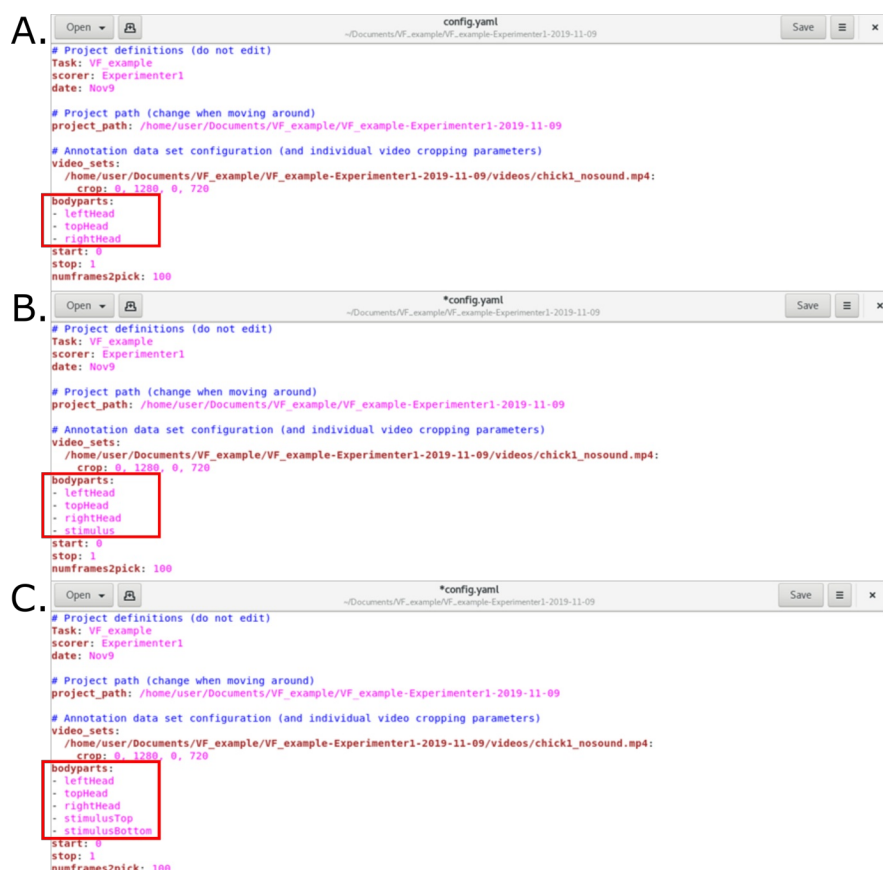 A.
Open
config.yaml
~/Documents/VF_example/VF_example-Experimenter1-2019-11-09
Save
# Project definitions (do not edit)
Task: VF_example
scorer: Experimenter1
date: Nov9
# Project path (change when moving around)
project_path: /home/user/Documents/VF_example/VF_example-Experimenter1-2019-11-09
# Annotation data set configuration (and individual video cropping parameters)
video_sets:
/home/user/Documents/VF_example/VF_example-Experimenter1-2019-11-09/videos/chick1_nosound.mp4:
crop: 0, 1280, 0, 720
bodyparts:
- leftHead
- topHead
- rightHead
start: 0
stop: 1
numframes2pick: 100
B.
Open
*config.yaml
~/Documents/VF_example/VF_example-Experimenter1-2019-11-09
Save
# Project definitions (do not edit)
Task: VF_example
scorer: Experimenter1
date: Nov9
# Project path (change when moving around)
project_path: /home/user/Documents/VF_example/VF_example-Experimenter1-2019-11-09
# Annotation data set configuration (and individual video cropping parameters)
video_sets:
/home/user/Documents/VF_example/VF_example-Experimenter1-2019-11-09/videos/chick1_nosound.mp4:
crop: 0, 1280, 0, 720
bodyparts:
- leftHead
- topHead
- rightHead
- stimulus
start: 0
stop: 1
numframes2pick: 100
C.
Open
*config.yaml
~/Documents/VF_example/VF_example-Experimenter1-2019-11-09
Save
# Project definitions (do not edit)
Task: VF_example
scorer: Experimenter1
date: Nov9
# Project path (change when moving around)
project_path: /home/user/Documents/VF_example/VF_example-Experimenter1-2019-11-09
# Annotation data set configuration (and individual video cropping parameters)
video_sets:
/home/user/Documents/VF_example/VF_example-Experimenter1-2019-11-09/videos/chick1_nosound.mp4:
crop: 0, 1280, 0, 720
bodyparts:
- leftHead
- topHead
- rightHead
- stimulusTop
- stimulusBottom
start: 0
stop: 1
numframes2pick: 100